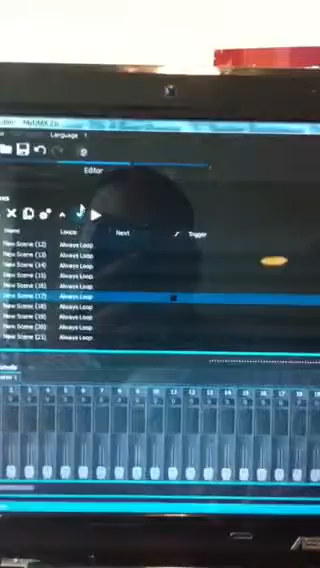 MyDMX 2.0
Language
Editor
Name Loops Next Trigger
New Scene (12) Always Loop
New Scene (13) Always Loop
New Scene (14) Always Loop
New Scene (15) Always Loop
New Scene (16) Always Loop
New Scene (17) Always Loop
New Scene (18) Always Loop
New Scene (19) Always Loop
New Scene (20) Always Loop
New Scene (21) Always Loop
4 5 6 7 8 9 10 11 12 13 14 15 16 17 18